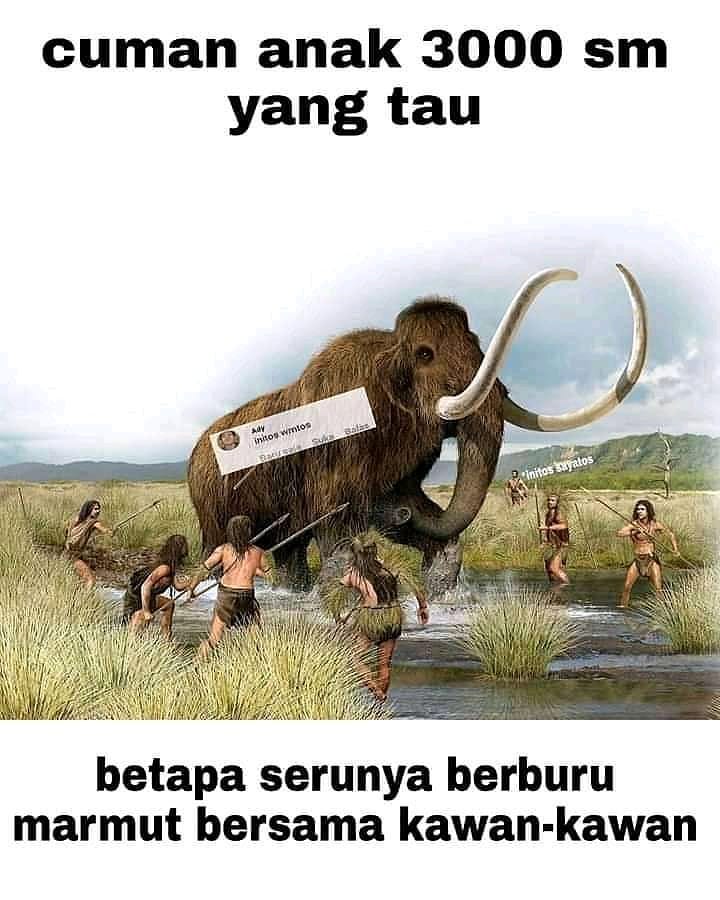 cuman anak 3000 sm
yang tau
Ady
initos wmtos
Baru saja Suka Balas
*initos sayatos
betapa serunya berburu
marmut bersama kawan-kawan